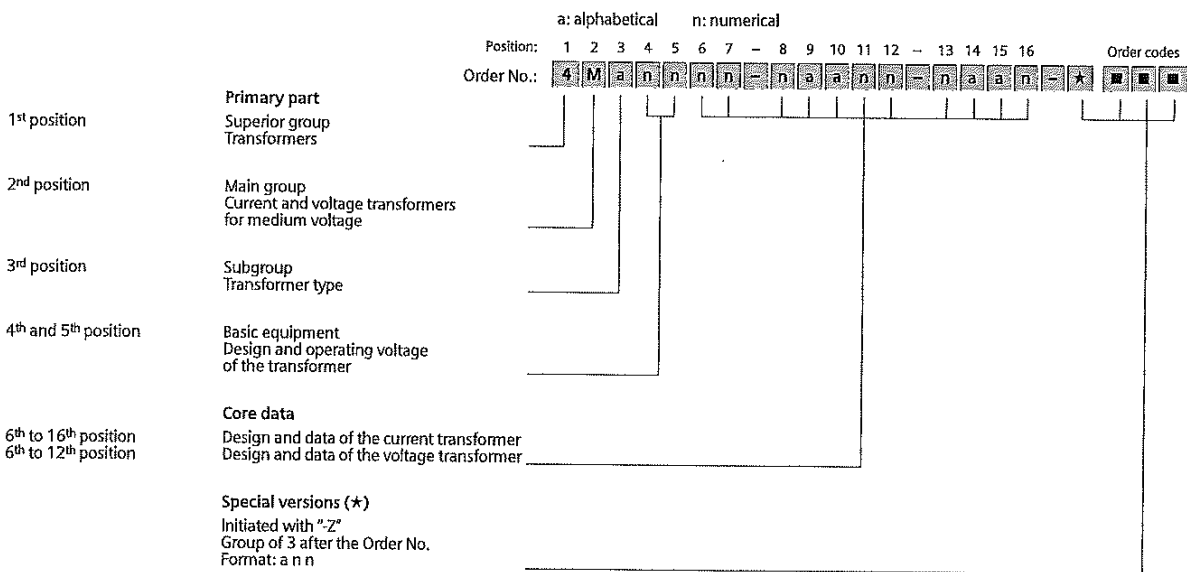 a: alphabetical n: numerical
Position: 1 2 3 4 5 6 7 – 8 9 10 11 12 – 13 14 15 16 Order codes
Order No.: 4 M a n n n n – n a a n n – n a a n – ★ ■ ■ ■
Primary part
1st position Superior group
Transformers
2nd position Main group
Current and voltage transformers
for medium voltage
3rd position Subgroup
Transformer type
4th and 5th position Basic equipment
Design and operating voltage
of the transformer
Core data
6th to 16th position Design and data of the current transformer
6th to 12th position Design and data of the voltage transformer
Special versions (★)
Initiated with "-Z"
Group of 3 after the Order No.
Format: a n n